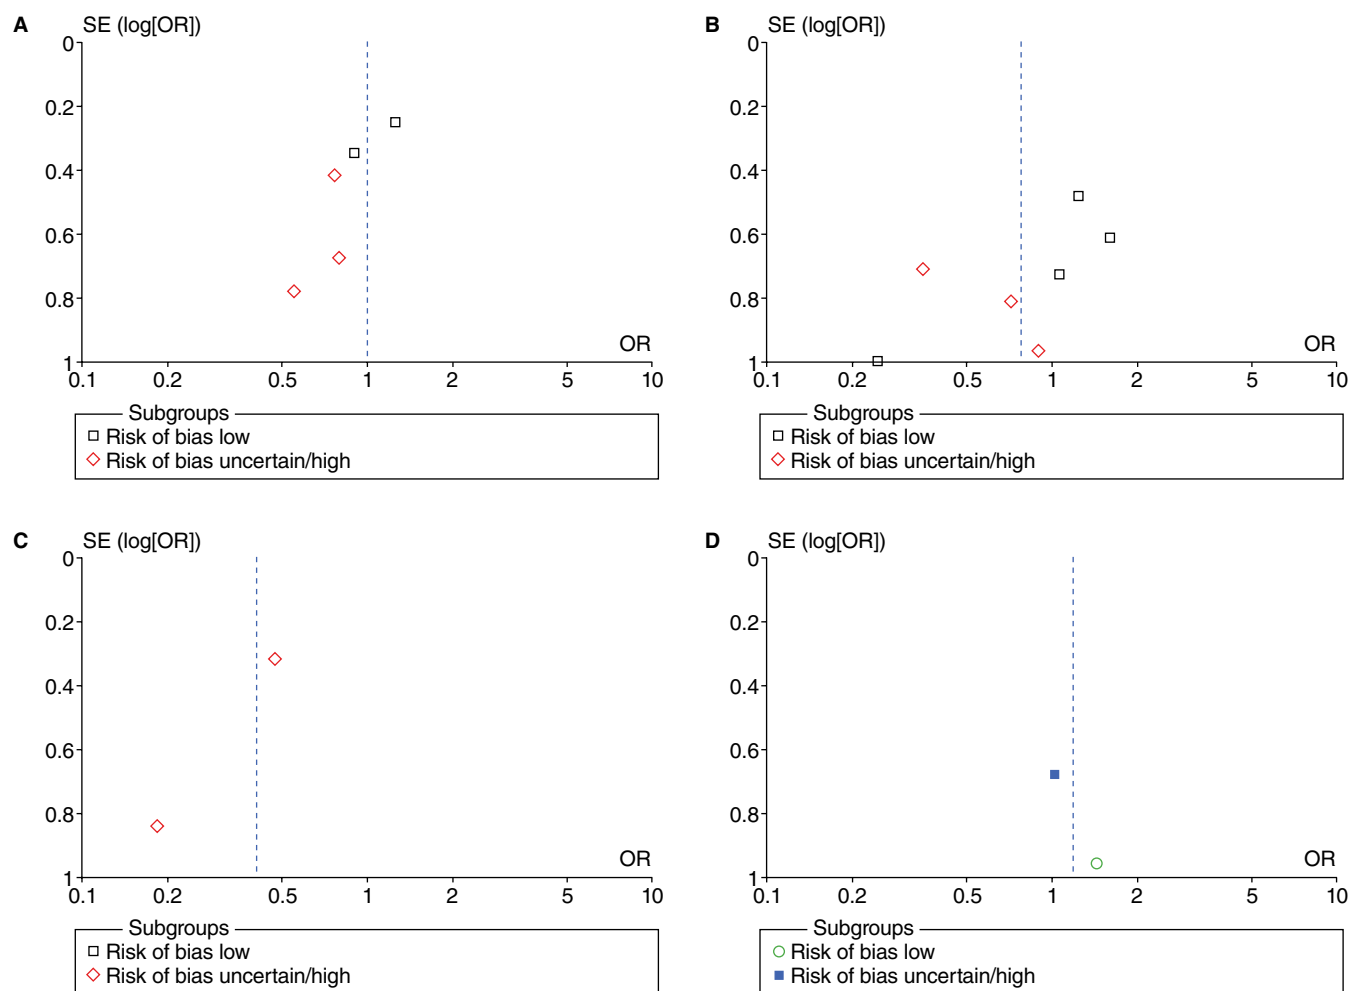 A
SE (log[OR])
0
0.2
0.4
0.6
0.8
1
OR
0.1 0.2 0.5 1 2 5 10
Subgroups
Risk of bias low
Risk of bias uncertain/high
B
SE (log[OR])
0
0.2
0.4
0.6
0.8
1
OR
0.1 0.2 0.5 1 2 5 10
Subgroups
Risk of bias low
Risk of bias uncertain/high
C
SE (log[OR])
0
0.2
0.4
0.6
0.8
1
OR
0.1 0.2 0.5 1 2 5 10
Subgroups
Risk of bias low
Risk of bias uncertain/high
D
SE (log[OR])
0
0.2
0.4
0.6
0.8
1
OR
0.1 0.2 0.5 1 2 5 10
Subgroups
Risk of bias low
Risk of bias uncertain/high